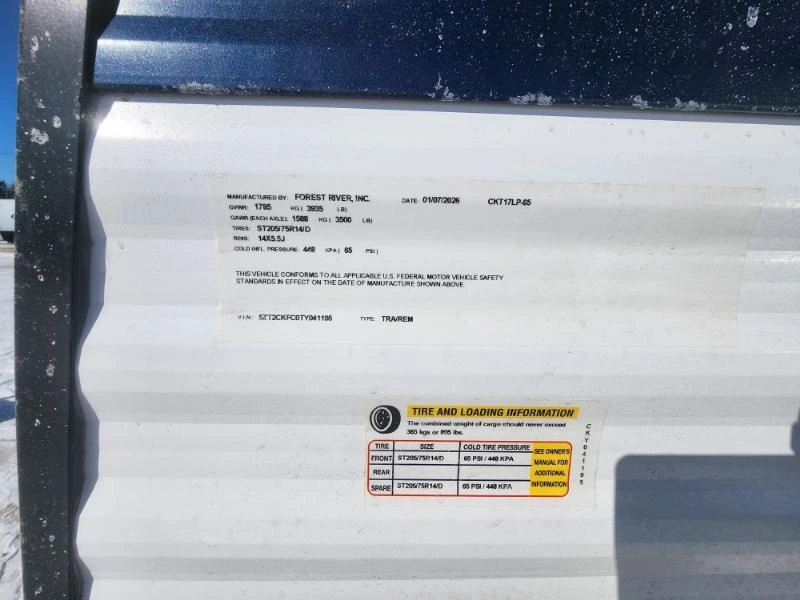 MANUFACTURED BY: FOREST RIVER, INC. DATE: 01/07/2026 CKT17LP-65
GVWR: 1785 KG ( 3935 LB)
GAWR (EACH AXLE): 1588 KG ( 3500 LB)
TIRES: ST205/75R14/D
RIMS: 14X5.5J
COLD INFL. PRESSURE: 448 KPA ( 65 PSI )
THIS VEHICLE CONFORMS TO ALL APPLICABLE U.S. FEDERAL MOTOR VEHICLE SAFETY
STANDARDS IN EFFECT ON THE DATE OF MANUFACTURE SHOWN ABOVE.
V.I.N.: 5ZT2CKFC0TY041195 TYPE: TRA/REM
TIRE AND LOADING INFORMATION
The combined weight of cargo should never exceed
kgs or lbs.
TIRE SIZE COLD TIRE PRESSURE SEE OWNER'S MANUAL FOR ADDITIONAL INFORMATION
FRONT ST205/75R14/D 65 PSI / 448 KPA
REAR
SPARE ST205/75R14/D 65 PSI / 448 KPA
CKY041195